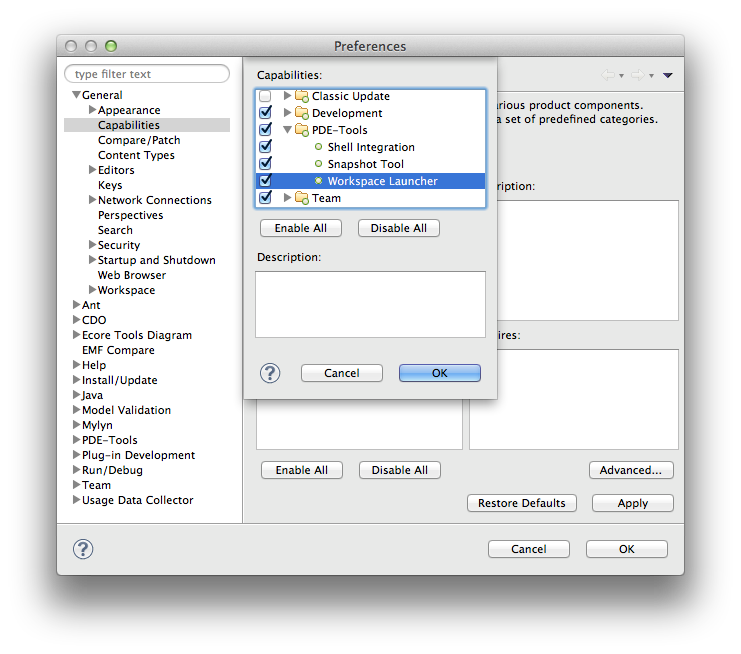 Preferences
type filter text
General
Appearance
Capabilities
Compare/Patch
Content Types
Editors
Keys
Network Connections
Perspectives
Search
Security
Startup and Shutdown
Web Browser
Workspace
Ant
CDO
Ecore Tools Diagram
EMF Compare
Help
Install/Update
Java
Model Validation
Mylyn
PDE-Tools
Plug-in Development
Run/Debug
Team
Usage Data Collector
Capabilities:
Classic Update
Development
PDE-Tools
Shell Integration
Snapshot Tool
Workspace Launcher
Team
Enable All Disable All
Description:
? Cancel OK
arious product components.
a set of predefined categories.
ription:
ires:
Enable All Disable All Advanced...
Restore Defaults Apply
? Cancel OK